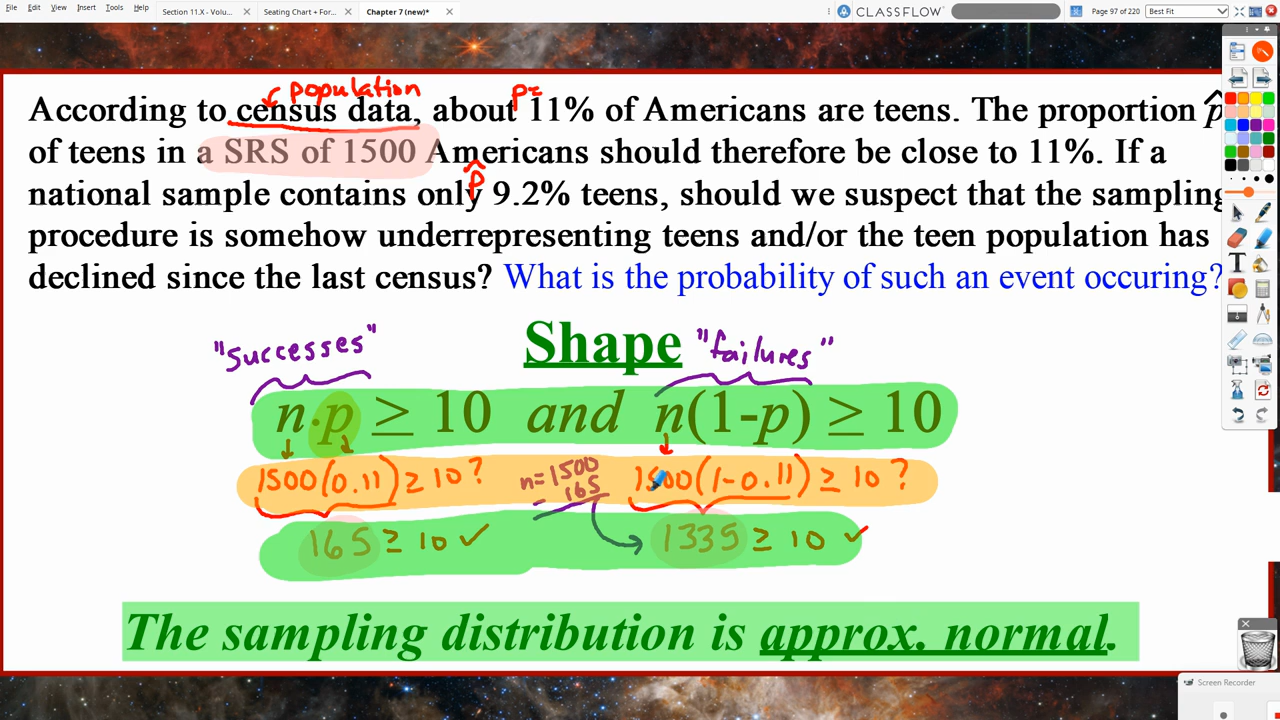 File Edit View Insert Tools Help Section 11.X - Volu... × Seating Chart + For... × Chapter 7 (new)* × CLASSFLOW Page 97 of 220 Best Fit
population p=
According to census data, about 11% of Americans are teens. The proportion p̂
of teens in a SRS of 1500 Americans should therefore be close to 11%. If a
p̂
national sample contains only 9.2% teens, should we suspect that the sampling
procedure is somehow underrepresenting teens and/or the teen population has
declined since the last census? What is the probability of such an event occuring?
"successes" Shape "failures"
n·p ≥ 10 and n(1-p) ≥ 10
1500(0.11) ≥ 10? n=1500 1500(1-0.11) ≥ 10?
165
165 ≥ 10 ✓ 1335 ≥ 10 ✓
The sampling distribution is approx. normal.
Screen Recorder